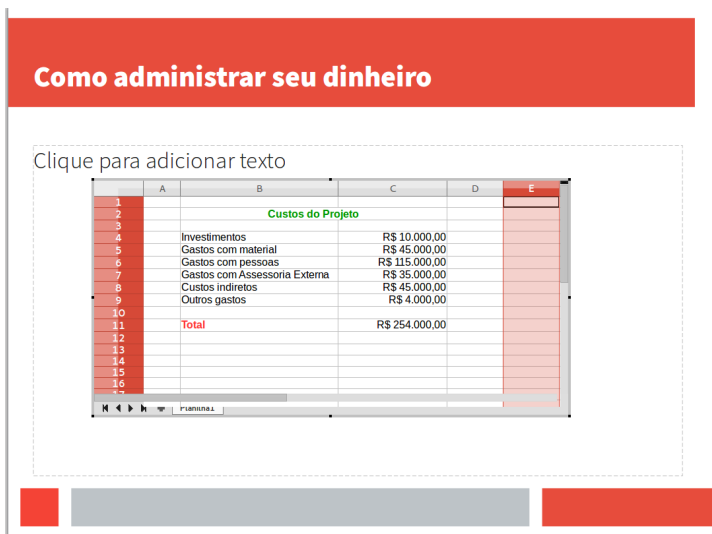 Como administrar seu dinheiro
Clique para adicionar texto
A B C D E
1
2 Custos do Projeto
3
4 Investimentos R$ 10.000,00
5 Gastos com material R$ 45.000,00
6 Gastos com pessoas R$ 115.000,00
7 Gastos com Assessoria Externa R$ 35.000,00
8 Custos indiretos R$ 45.000,00
9 Outros gastos R$ 4.000,00
10
11 Total R$ 254.000,00
12
13
14
15
16
17
Planilha1